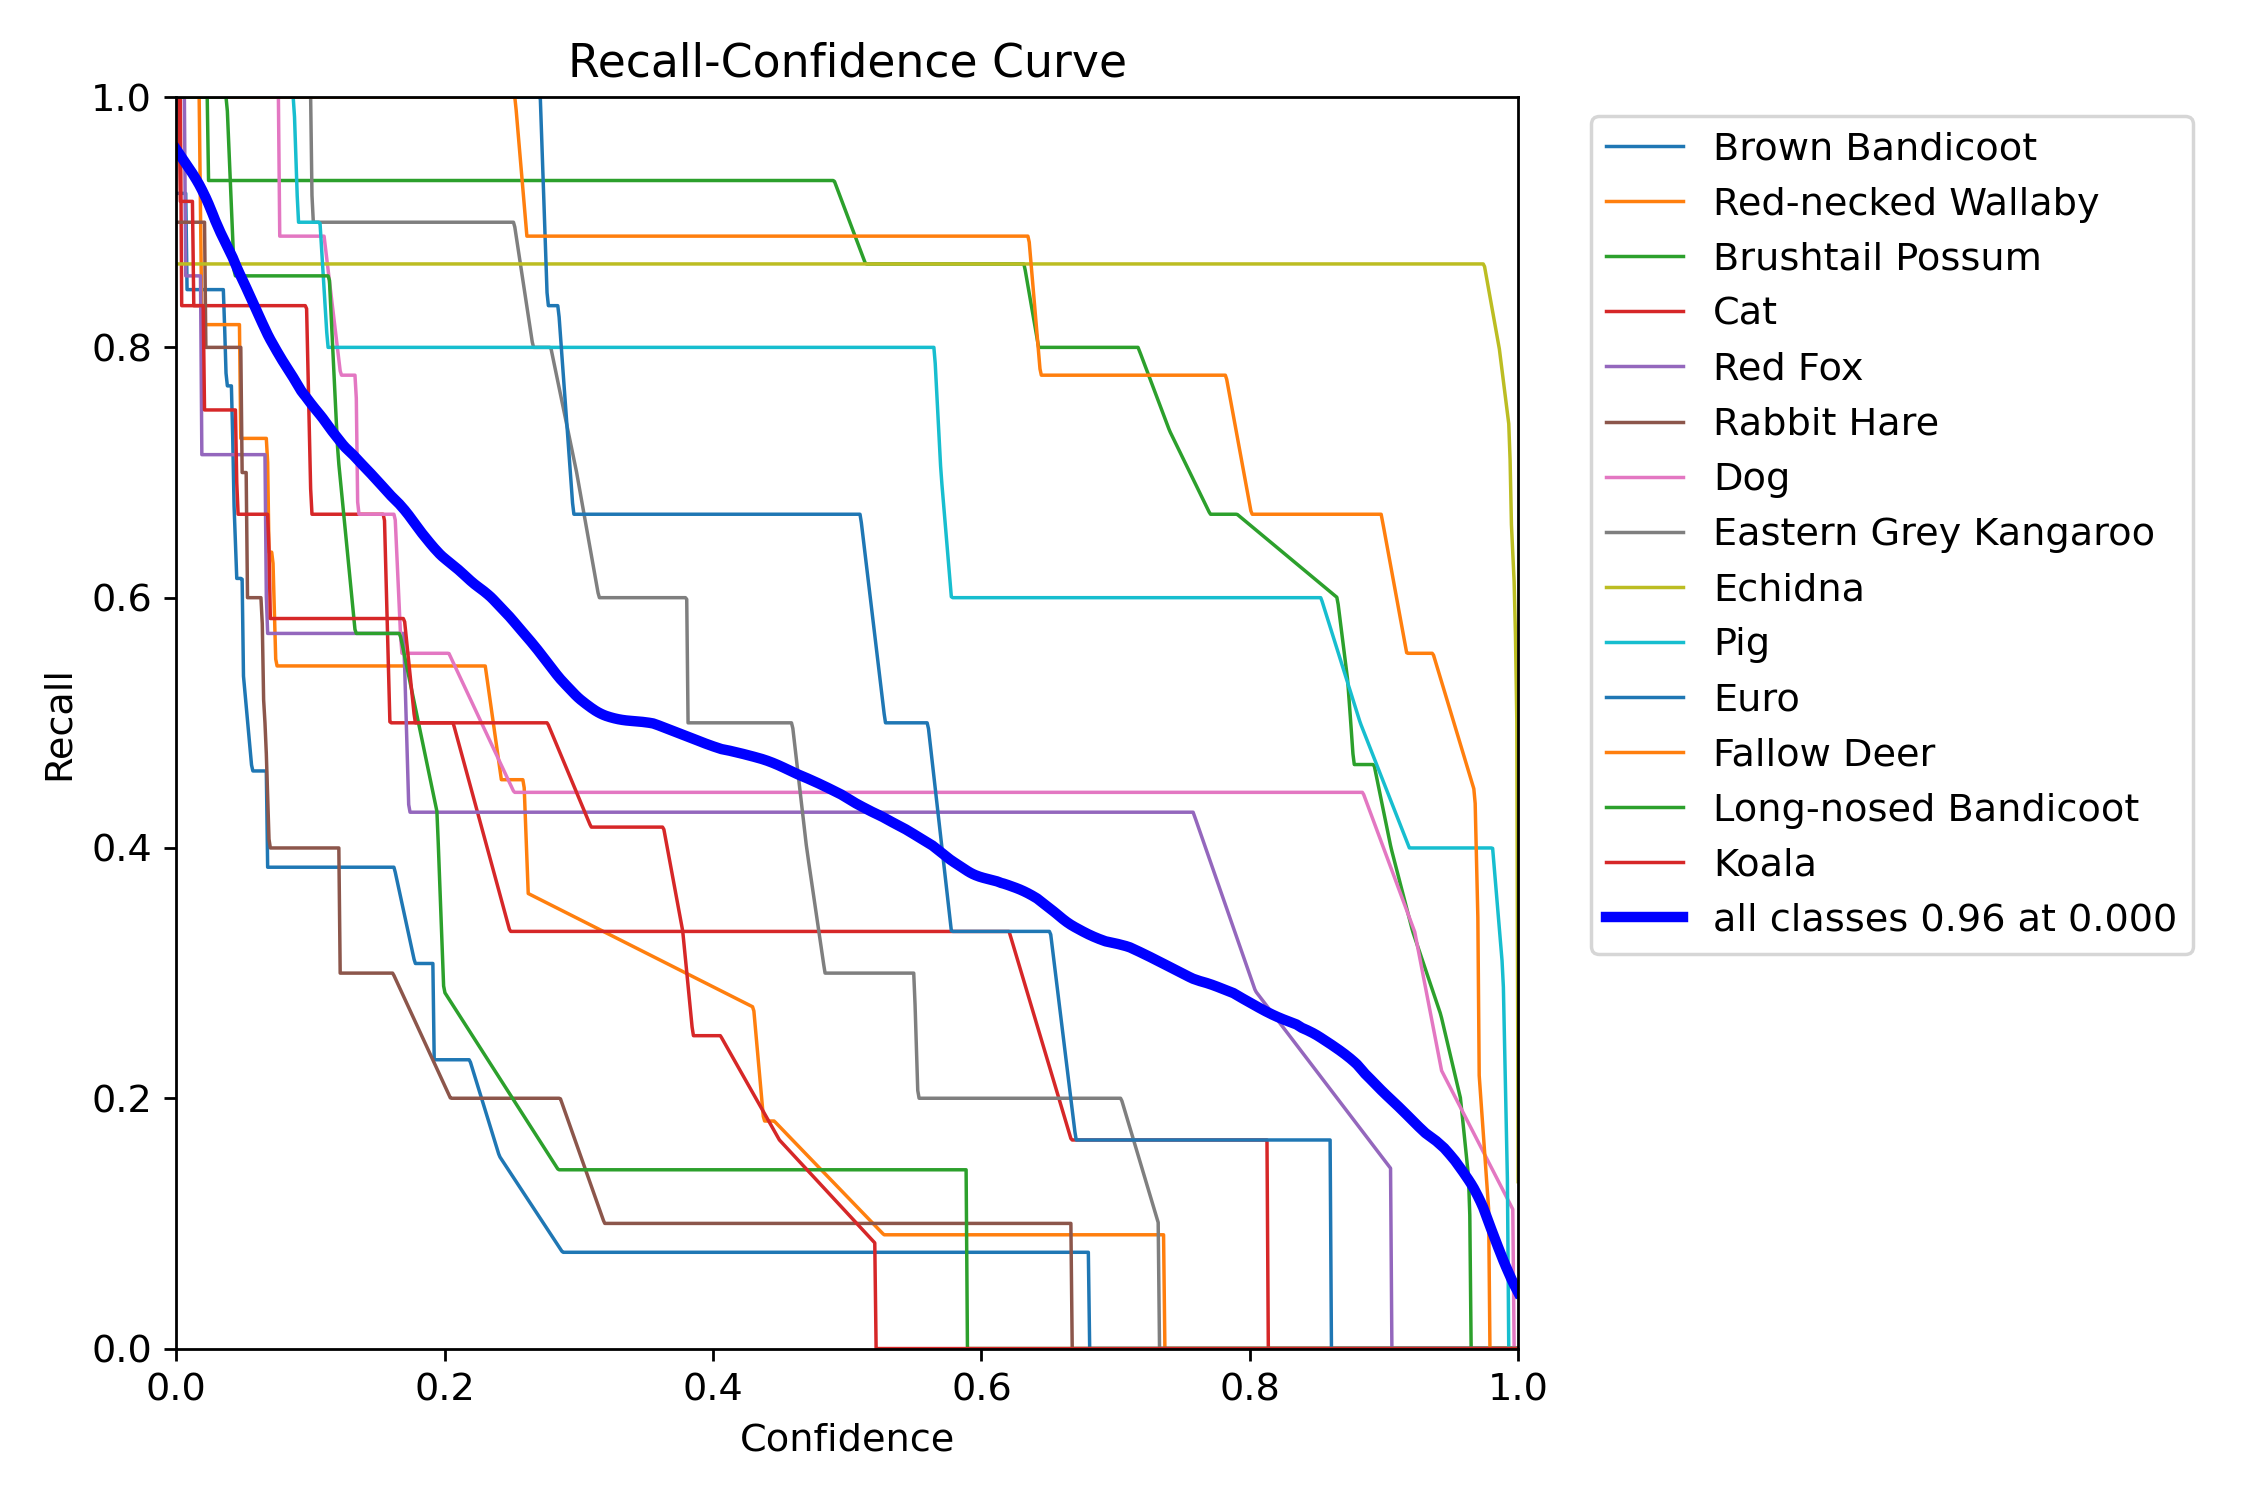 Recall-Confidence Curve
1.0
0.8
0.6
0.4
0.2
0.0
Recall
0.0 0.2 0.4 0.6 0.8 1.0
Confidence
Brown Bandicoot
Red-necked Wallaby
Brushtail Possum
Cat
Red Fox
Rabbit Hare
Dog
Eastern Grey Kangaroo
Echidna
Pig
Euro
Fallow Deer
Long-nosed Bandicoot
Koala
all classes 0.96 at 0.000